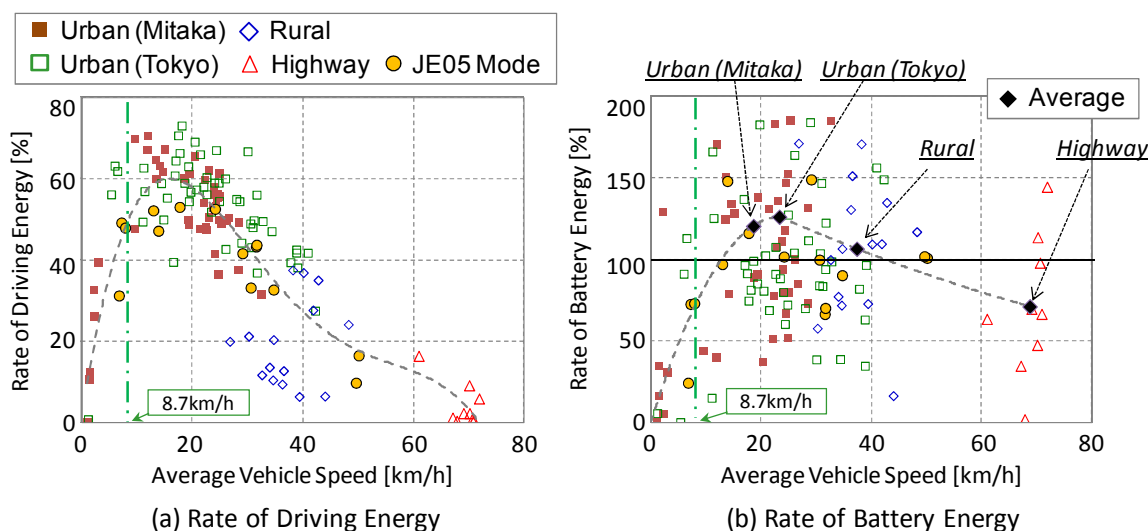 Urban (Mitaka) Rural
Urban (Tokyo) Highway JE05 Mode
Rate of Driving Energy [%]
80
60
40
20
0
8.7km/h
0 20 40 60 80
Average Vehicle Speed [km/h]
(a) Rate of Driving Energy
Urban (Mitaka) Urban (Tokyo)
Average
Rural
Highway
Rate of Battery Energy [%]
200
150
100
50
0
8.7km/h
0 20 40 60 80
Average Vehicle Speed [km/h]
(b) Rate of Battery Energy